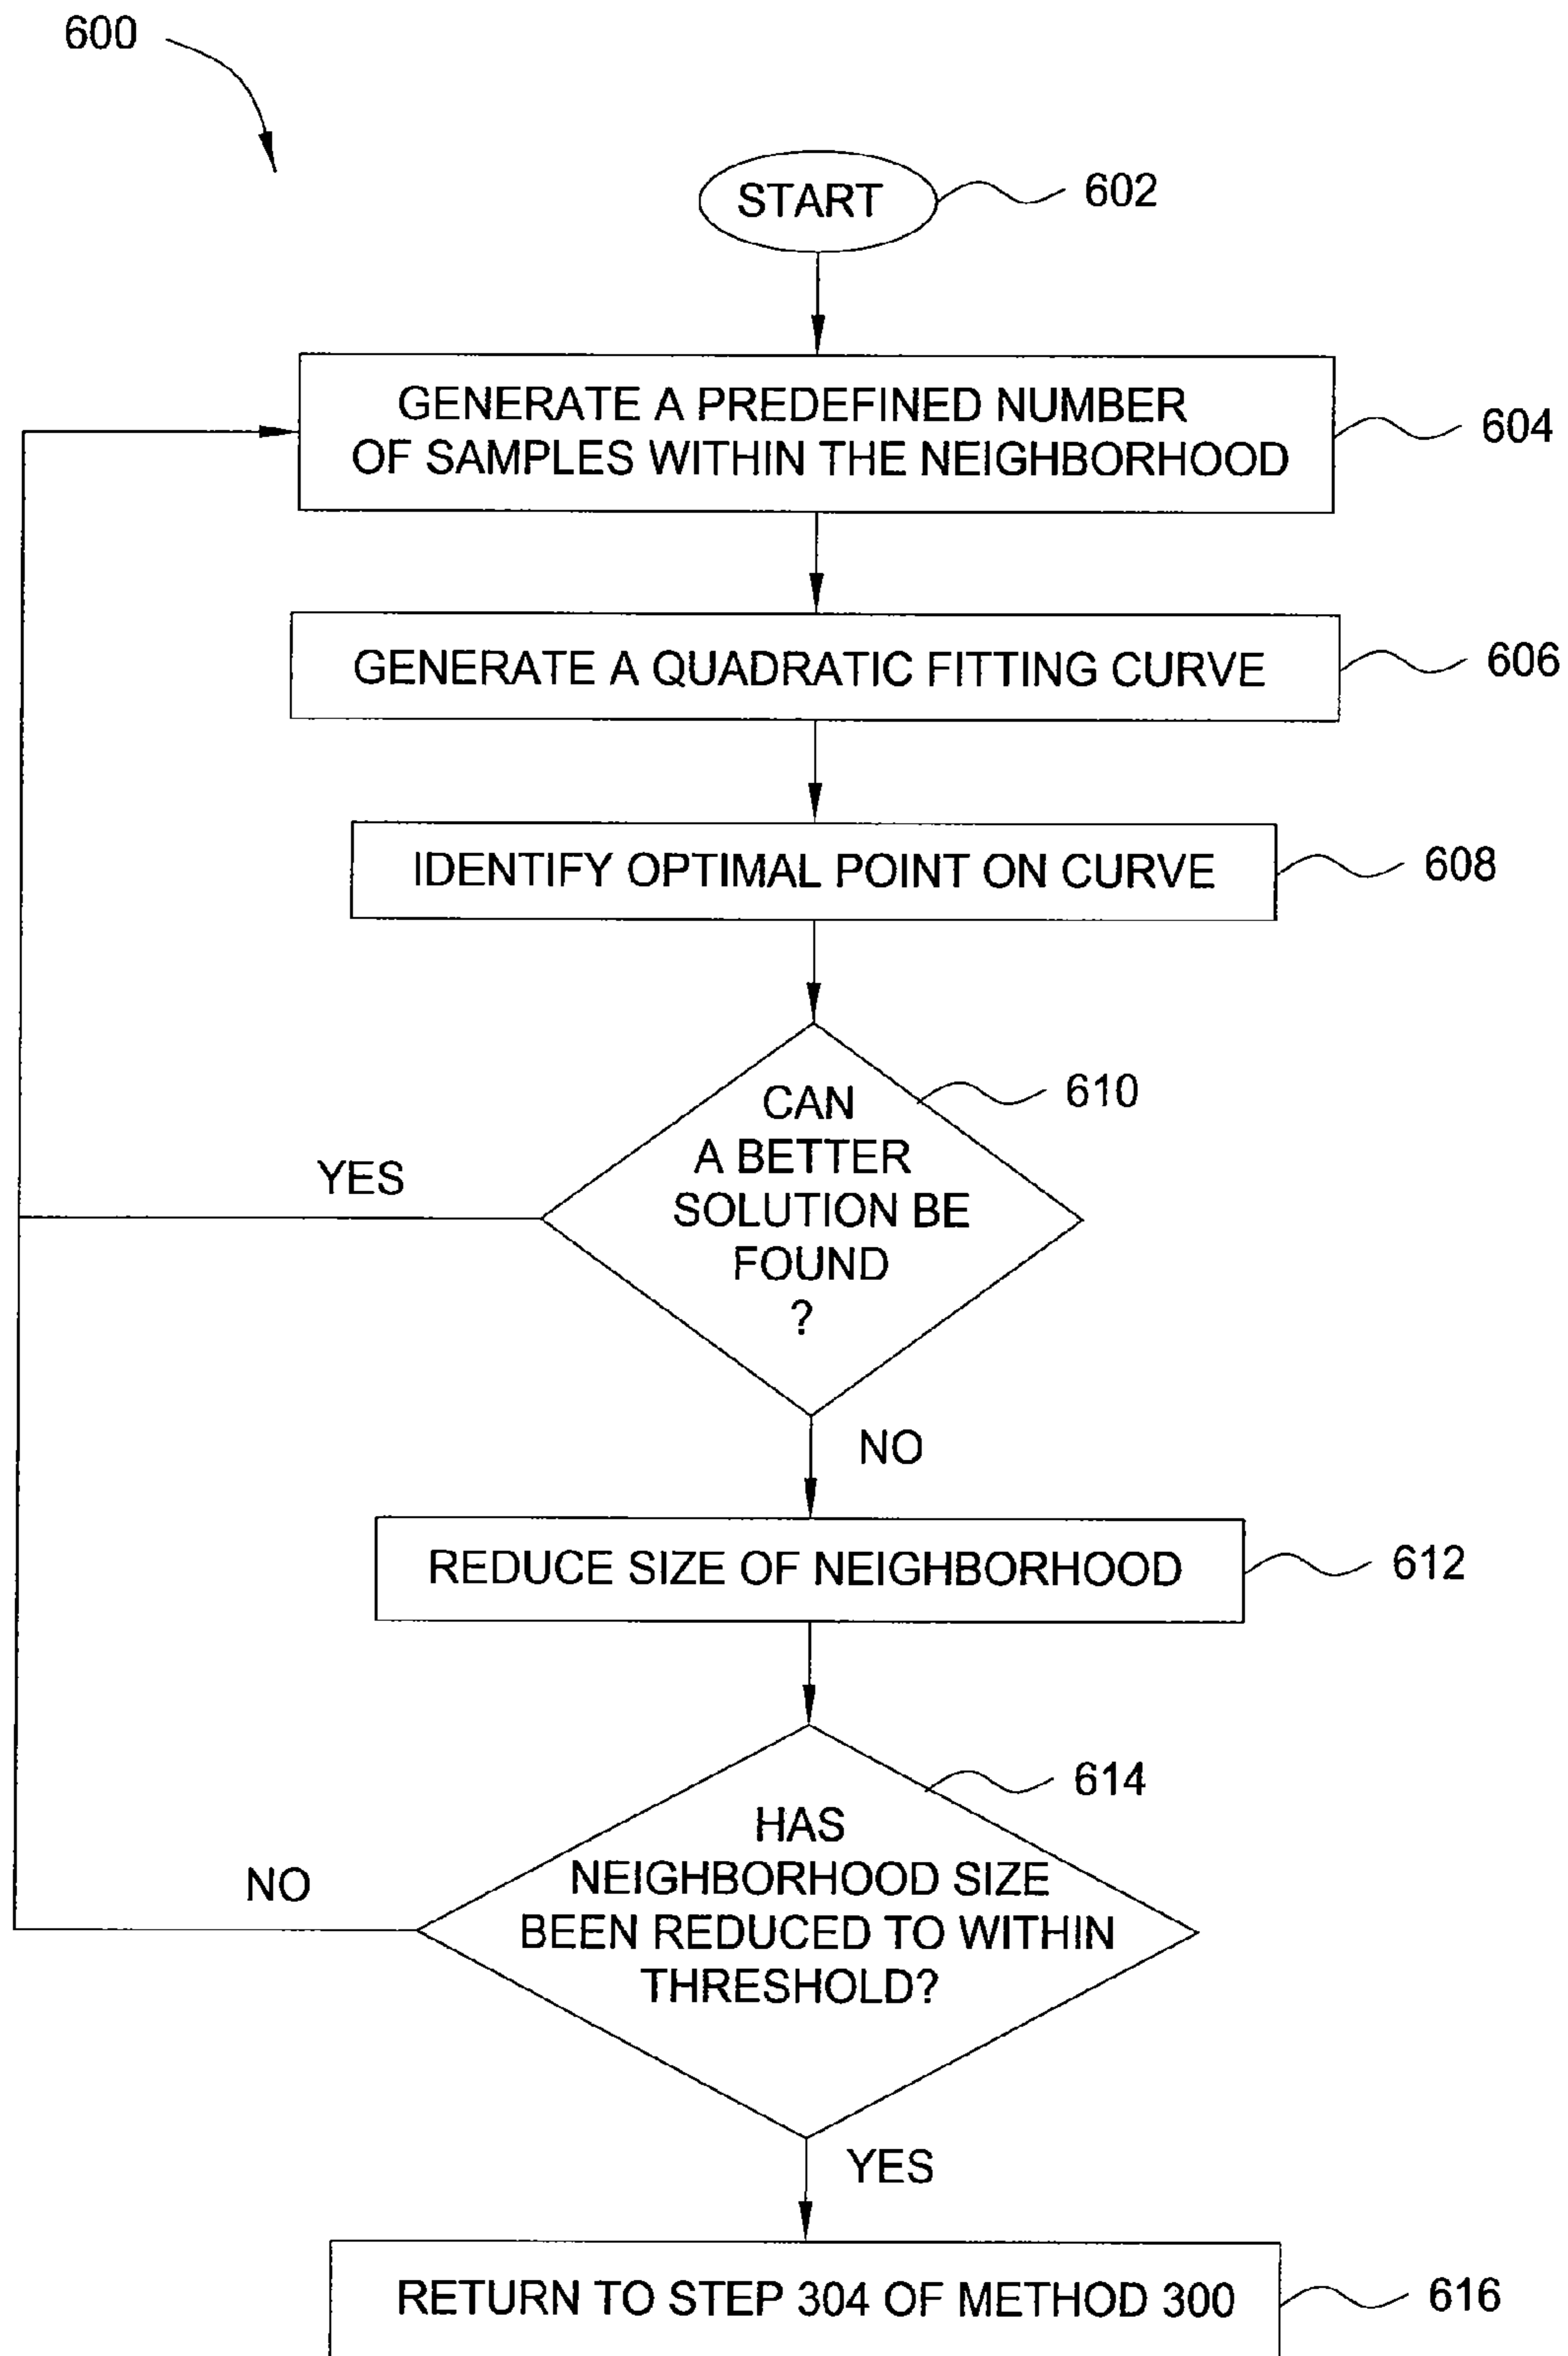 600
START
602
GENERATE A PREDEFINED NUMBER
OF SAMPLES WITHIN THE NEIGHBORHOOD
604
GENERATE A QUADRATIC FITTING CURVE
606
IDENTIFY OPTIMAL POINT ON CURVE
608
CAN
A BETTER
SOLUTION BE
FOUND
?
610
YES
NO
REDUCE SIZE OF NEIGHBORHOOD
612
HAS
NEIGHBORHOOD SIZE
BEEN REDUCED TO WITHIN
THRESHOLD?
614
NO
YES
RETURN TO STEP 304 OF METHOD 300
616